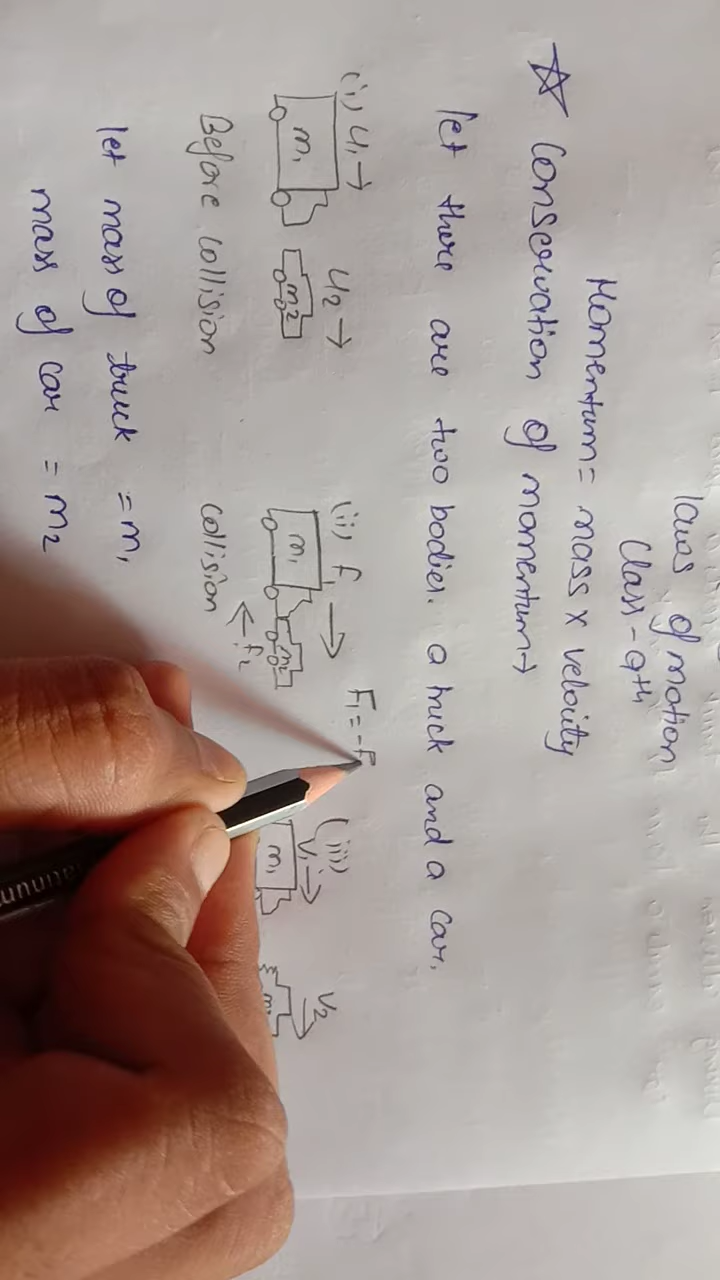 laws of motion
Class - 9th
Momentum = mass x velocity
☆ Conservation of momentum →
let there are two bodies. a truck and a car.
(i) u1 → u2 →
m1 m2
Before collision
(ii) f1 → F1 = -F
m1 m2
← f2
collision
(iii) V1 → V2 →
m1
let mass of truck = m1
mass of car = m2